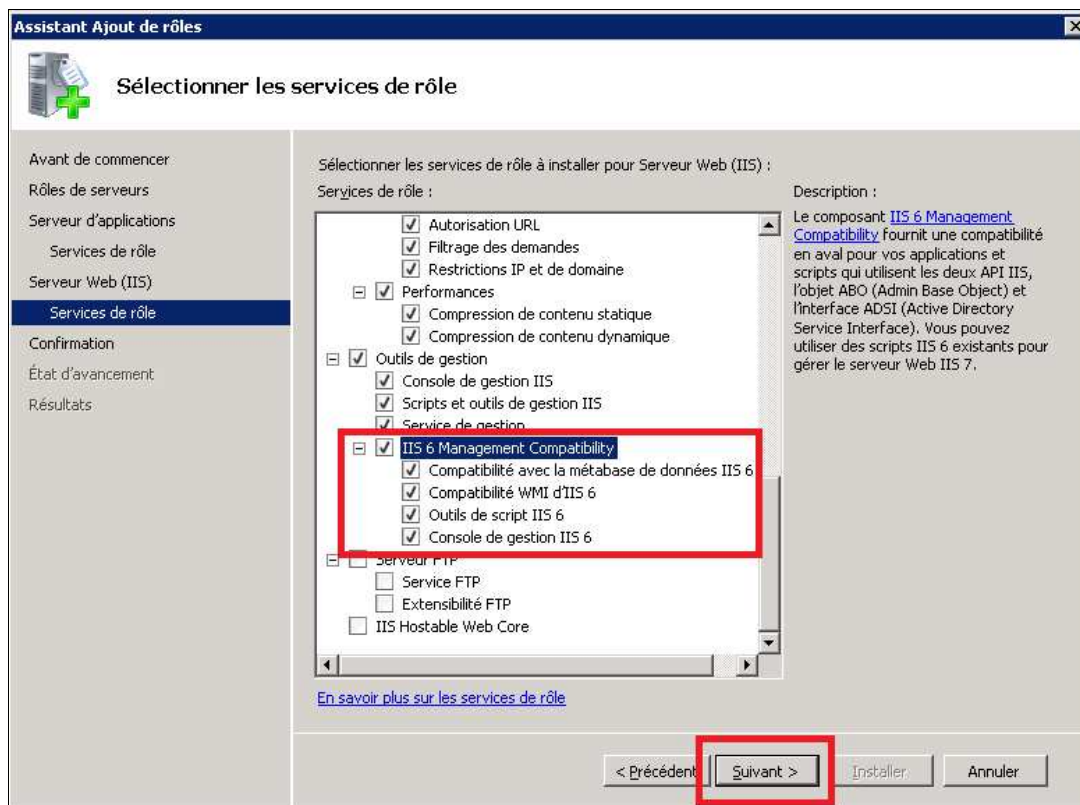 Assistant Ajout de rôles
Sélectionner les services de rôle
Avant de commencer
Rôles de serveurs
Serveur d'applications
Services de rôle
Serveur Web (IIS)
Services de rôle
Confirmation
État d'avancement
Résultats
Sélectionner les services de rôle à installer pour Serveur Web (IIS) :
Services de rôle :
Autorisation URL
Filtrage des demandes
Restrictions IP et de domaine
Performances
Compression de contenu statique
Compression de contenu dynamique
Outils de gestion
Console de gestion IIS
Scripts et outils de gestion IIS
Service de gestion
IIS 6 Management Compatibility
Compatibilité avec la métabase de données IIS 6
Compatibilité WMI d'IIS 6
Outils de script IIS 6
Console de gestion IIS 6
Serveur FTP
Service FTP
Extensibilité FTP
IIS Hostable Web Core
En savoir plus sur les services de rôle
Description :
Le composant IIS 6 Management
Compatibility fournit une compatibilité
en aval pour vos applications et
scripts qui utilisent les deux API IIS,
l'objet ABO (Admin Base Object) et
l'interface ADSI (Active Directory
Service Interface). Vous pouvez
utiliser des scripts IIS 6 existants pour
gérer le serveur Web IIS 7.
< Précédent
Suivant >
Installer
Annuler